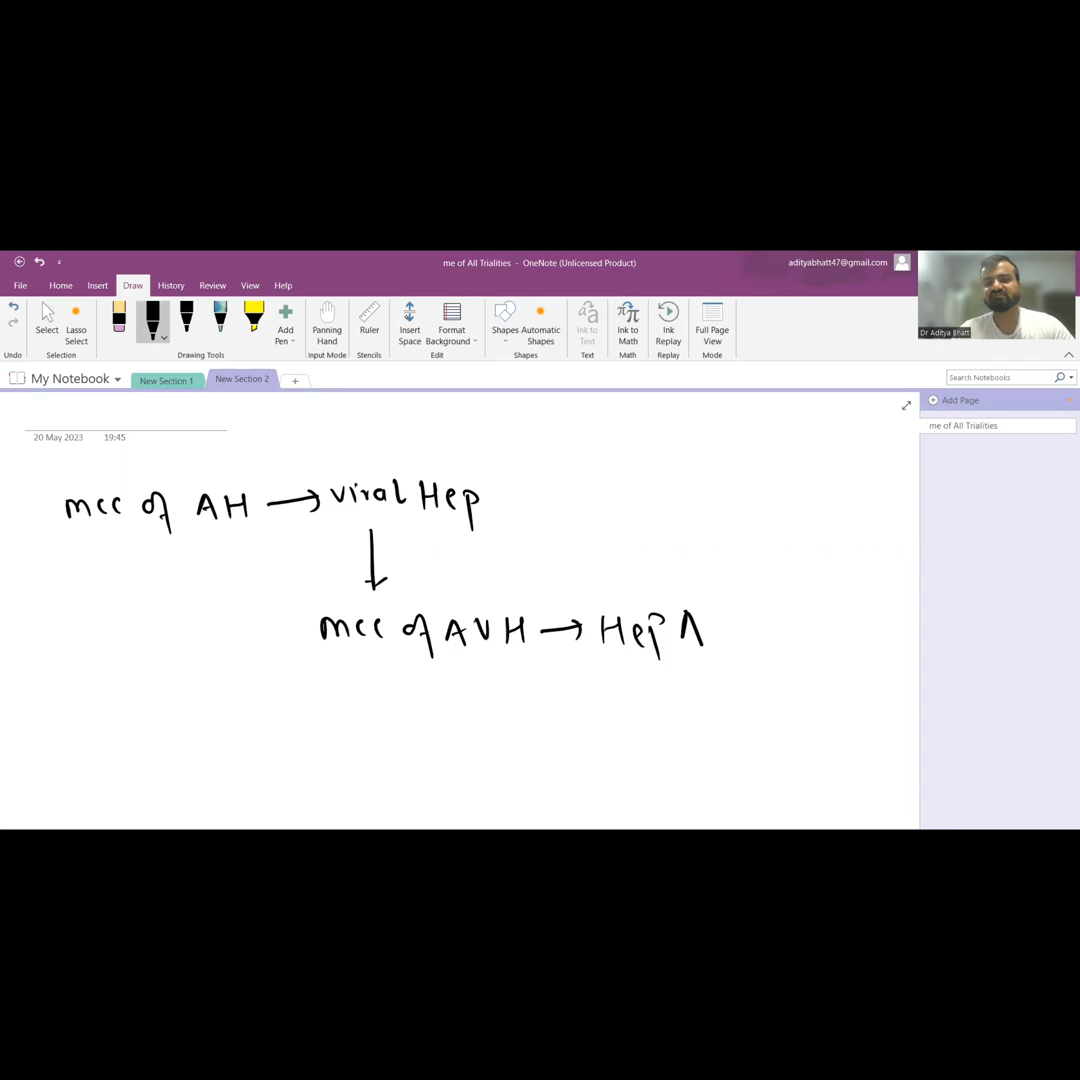 me of All Trialities - OneNote (Unlicensed Product)
adityabhatt47@gmail.com
File Home Insert Draw History Review View Help
Undo
Select
Lasso Select
Selection
Drawing Tools
Add Pen
Panning Hand
Input Mode
Ruler
Stencils
Insert Space
Format Background
Edit
Shapes
Automatic Shapes
Shapes
Ink to Text
Text
Ink to Math
Math
Ink Replay
Replay
Full Page View
Mode
Dr Aditya Bhatt
My Notebook
New Section 1
New Section 2
Search Notebooks
Add Page
me of All Trialities
20 May 2023 19:45
mcc of AH → viral Hep
↓
mcc of AVH → Hep A